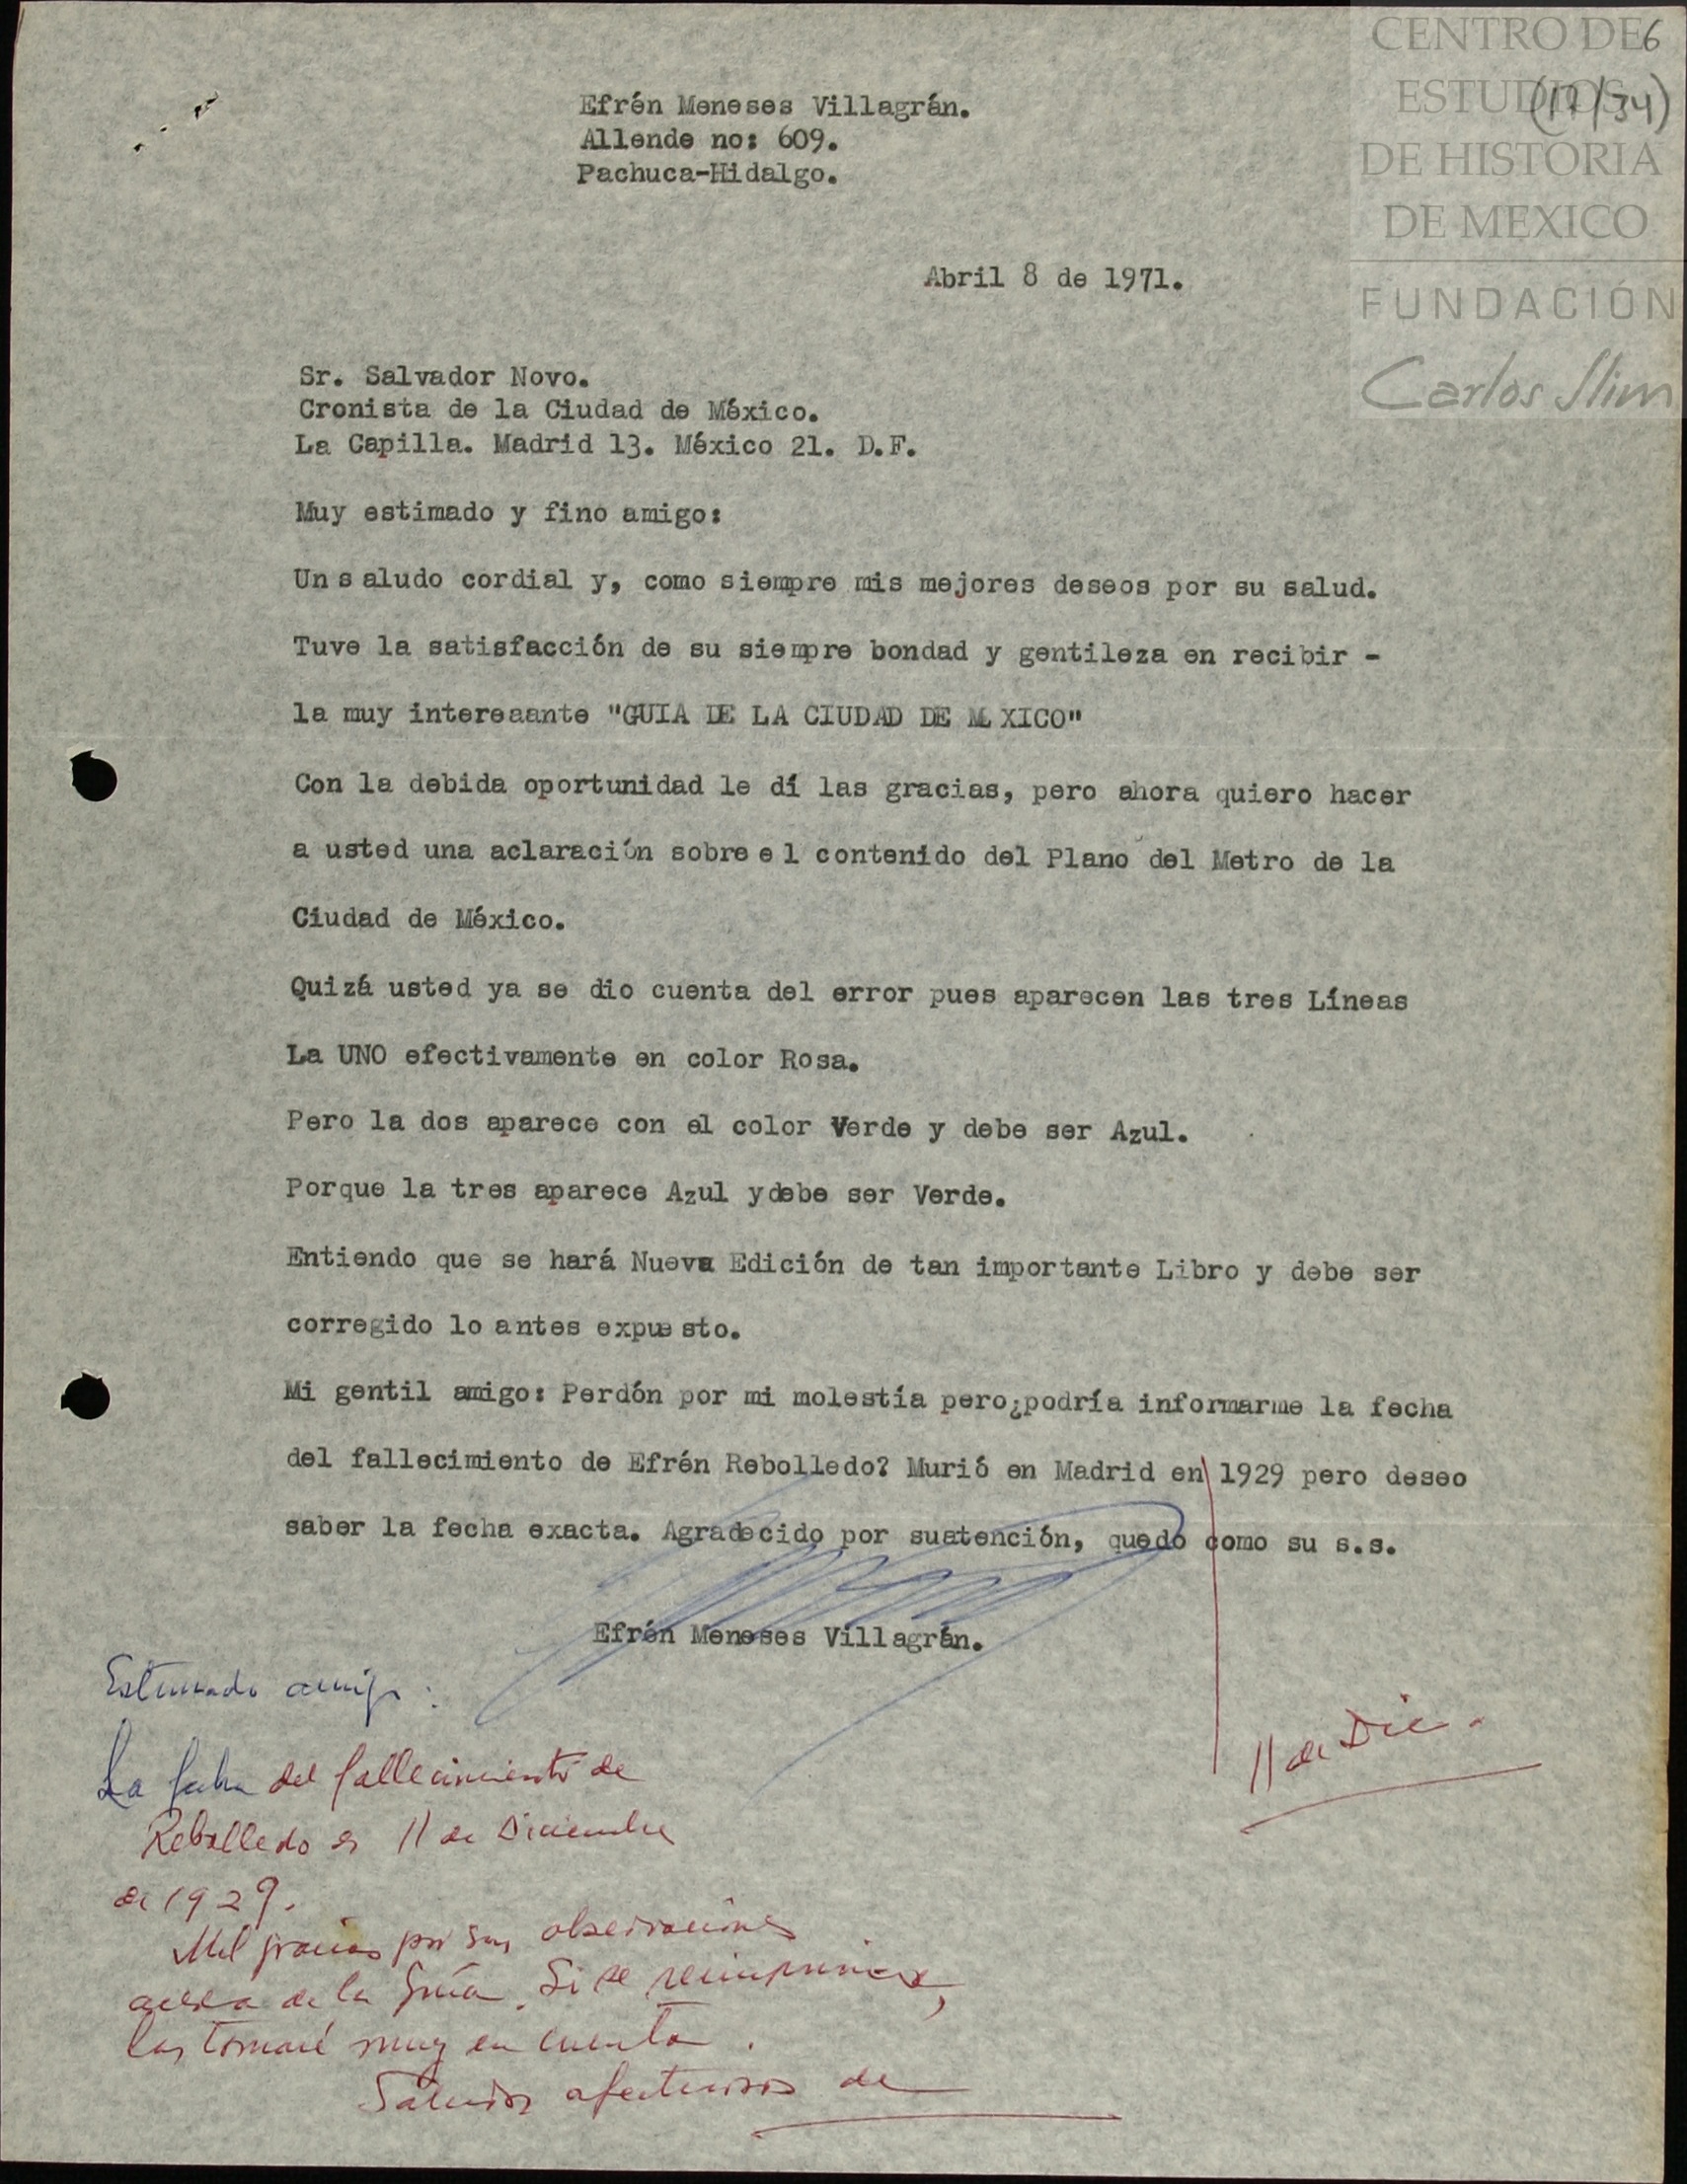 CENTRO DE
6
ESTUDIOS
(17/34)
DE HISTORIA
DE MEXICO
FUNDACIÓN
Carlos Slim
Efrén Meneses Villagrán.
Allende no: 609.
Pachuca-Hidalgo.
Abril 8 de 1971.
Sr. Salvador Novo.
Cronista de la Ciudad de México.
La Capilla. Madrid 13. México 21. D.F.
Muy estimado y fino amigo:
Un saludo cordial y, como siempre mis mejores deseos por su salud.
Tuve la satisfacción de su siempre bondad y gentileza en recibir -
la muy intereaante "GUIA DE LA CIUDAD DE M XICO"
Con la debida oportunidad le dí las gracias, pero ahora quiero hacer
a usted una aclaración sobre el contenido del Plano del Metro de la
Ciudad de México.
Quizá usted ya se dio cuenta del error pues aparecen las tres Líneas
La UNO efectivamente en color Rosa.
Pero la dos aparece con el color Verde y debe ser Azul.
Porque la tres aparece Azul y debe ser Verde.
Entiendo que se hará Nueva Edición de tan importante Libro y debe ser
corregido lo antes expuesto.
Mi gentil amigo: Perdón por mi molestía pero¿podría informarme la fecha
del fallecimiento de Efrén Rebolledo? Murió en Madrid en 1929 pero deseo
saber la fecha exacta. Agradecido por suatención, quedo como su s.s.
Efrén Meneses Villagrán.
Estimado amigo:
La fecha del fallecimiento de
Rebolledo es 11 de Diciembre
de 1929.
11 de Dic.
Mil gracias por sus observaciones
acerca de la Guía. Si se reimprime,
las tomaré muy en cuenta.
Saludos afectuosos de